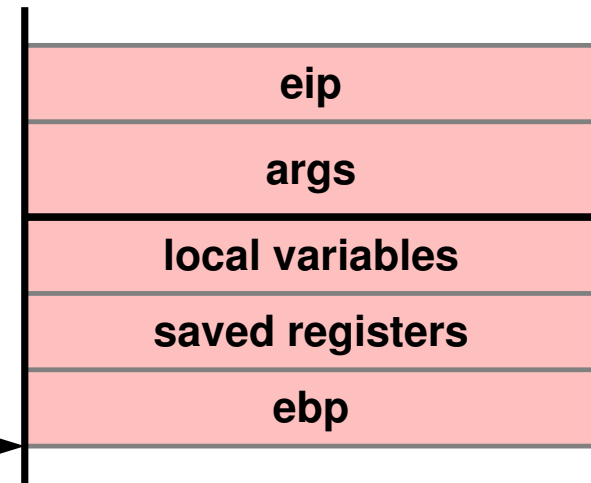 eip
args
local variables
saved registers
ebp